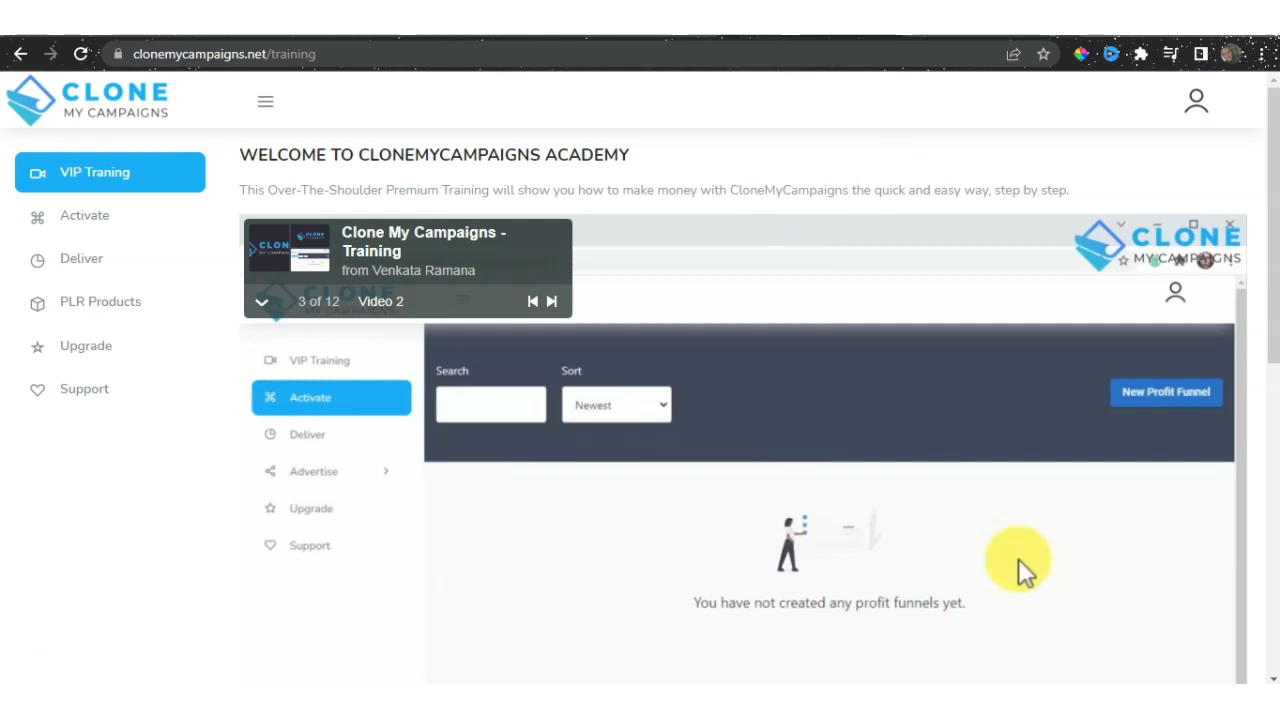 clonemycampaigns.net/training
CLONE
MY CAMPAIGNS
VIP Traning
Activate
Deliver
PLR Products
Upgrade
Support
WELCOME TO CLONEMYCAMPAIGNS ACADEMY
This Over-The-Shoulder Premium Training will show you how to make money with CloneMyCampaigns the quick and easy way, step by step.
Clone My Campaigns -
Training
from Venkata Ramana
3 of 12 Video 2
CLONE
MY CAMPAIGNS
VIP Training
Activate
Deliver
Advertise
Upgrade
Support
Search
Sort
Newest
New Profit Funnel
You have not created any profit funnels yet.